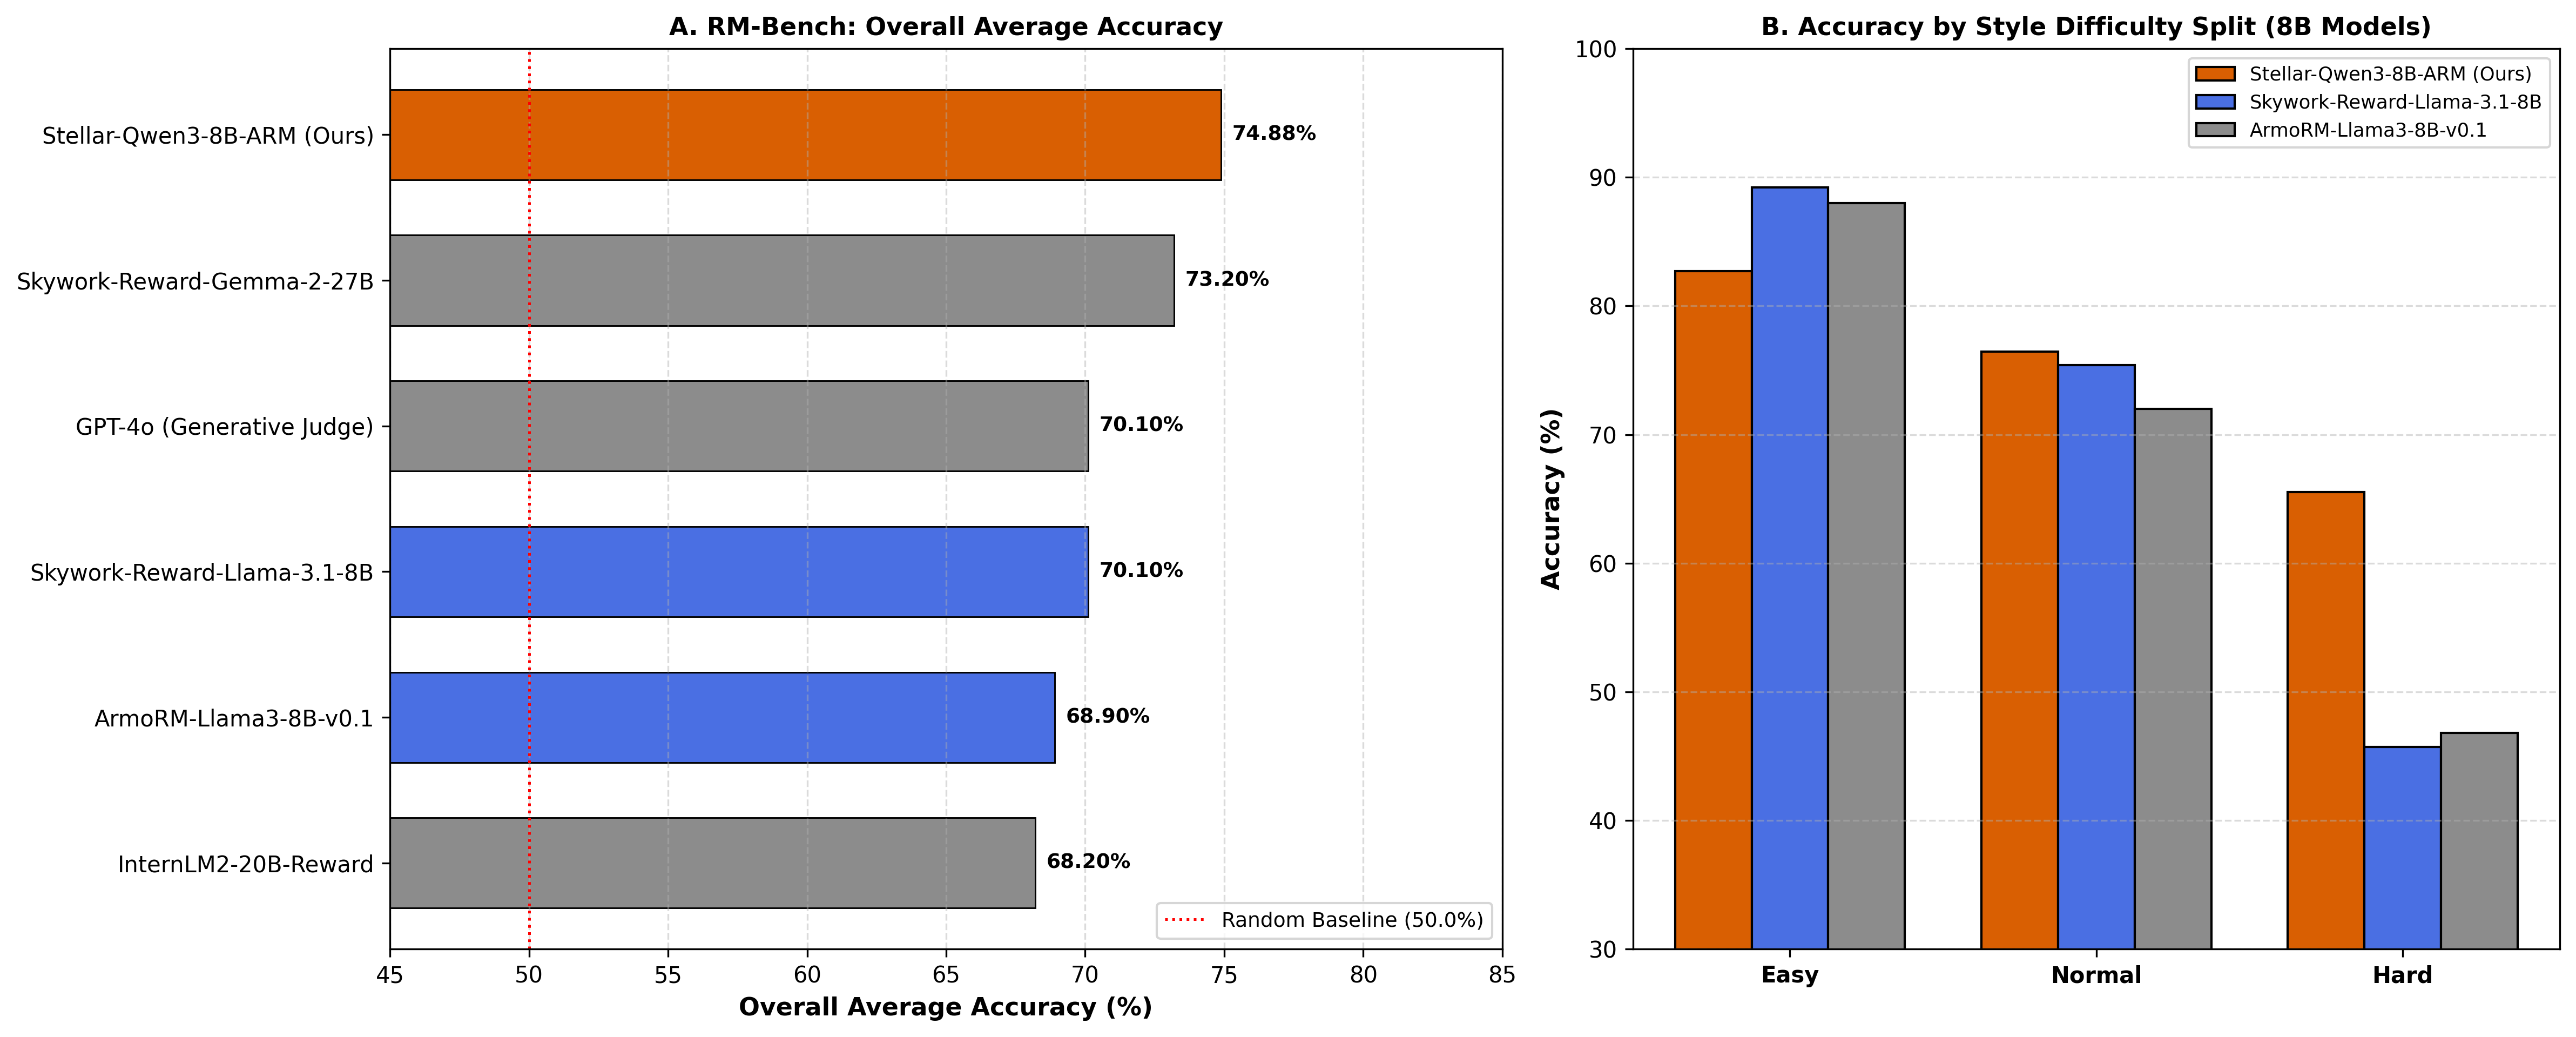 A. RM-Bench: Overall Average Accuracy
Stellar-Qwen3-8B-ARM (Ours)
74.88%
Skywork-Reward-Gemma-2-27B
73.20%
GPT-4o (Generative Judge)
70.10%
Skywork-Reward-Llama-3.1-8B
70.10%
ArmoRM-Llama3-8B-v0.1
68.90%
InternLM2-20B-Reward
68.20%
Random Baseline (50.0%)
45 50 55 60 65 70 75 80 85
Overall Average Accuracy (%)
B. Accuracy by Style Difficulty Split (8B Models)
Stellar-Qwen3-8B-ARM (Ours)
Skywork-Reward-Llama-3.1-8B
ArmoRM-Llama3-8B-v0.1
Accuracy (%)
100
90
80
70
60
50
40
30
Easy Normal Hard